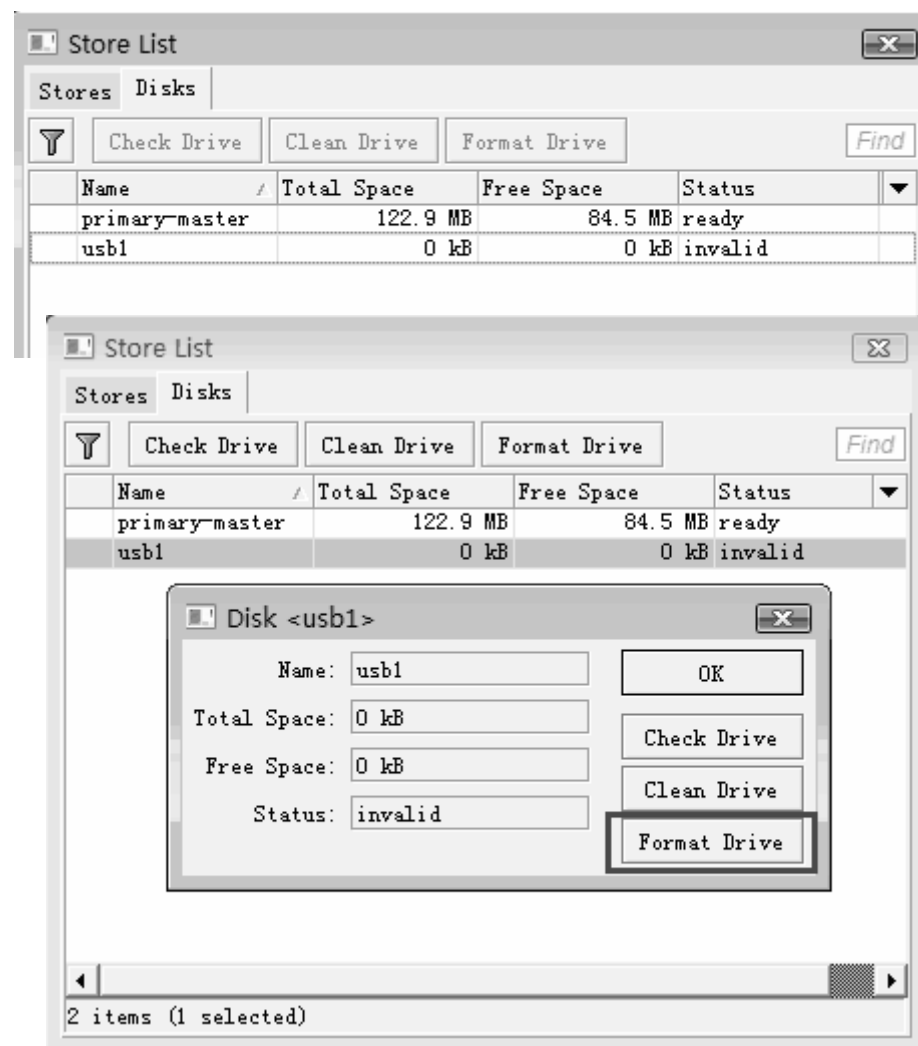 Store List
Stores Disks
Check Drive Clean Drive Format Drive Find
Name Total Space Free Space Status
primary-master 122.9 MB 84.5 MB ready
usb1 0 kB 0 kB invalid
Store List
Stores Disks
Check Drive Clean Drive Format Drive Find
Name Total Space Free Space Status
primary-master 122.9 MB 84.5 MB ready
usb1 0 kB 0 kB invalid
Disk <usb1>
Name: usb1 OK
Total Space: 0 kB Check Drive
Free Space: 0 kB Clean Drive
Status: invalid Format Drive
2 items (1 selected)